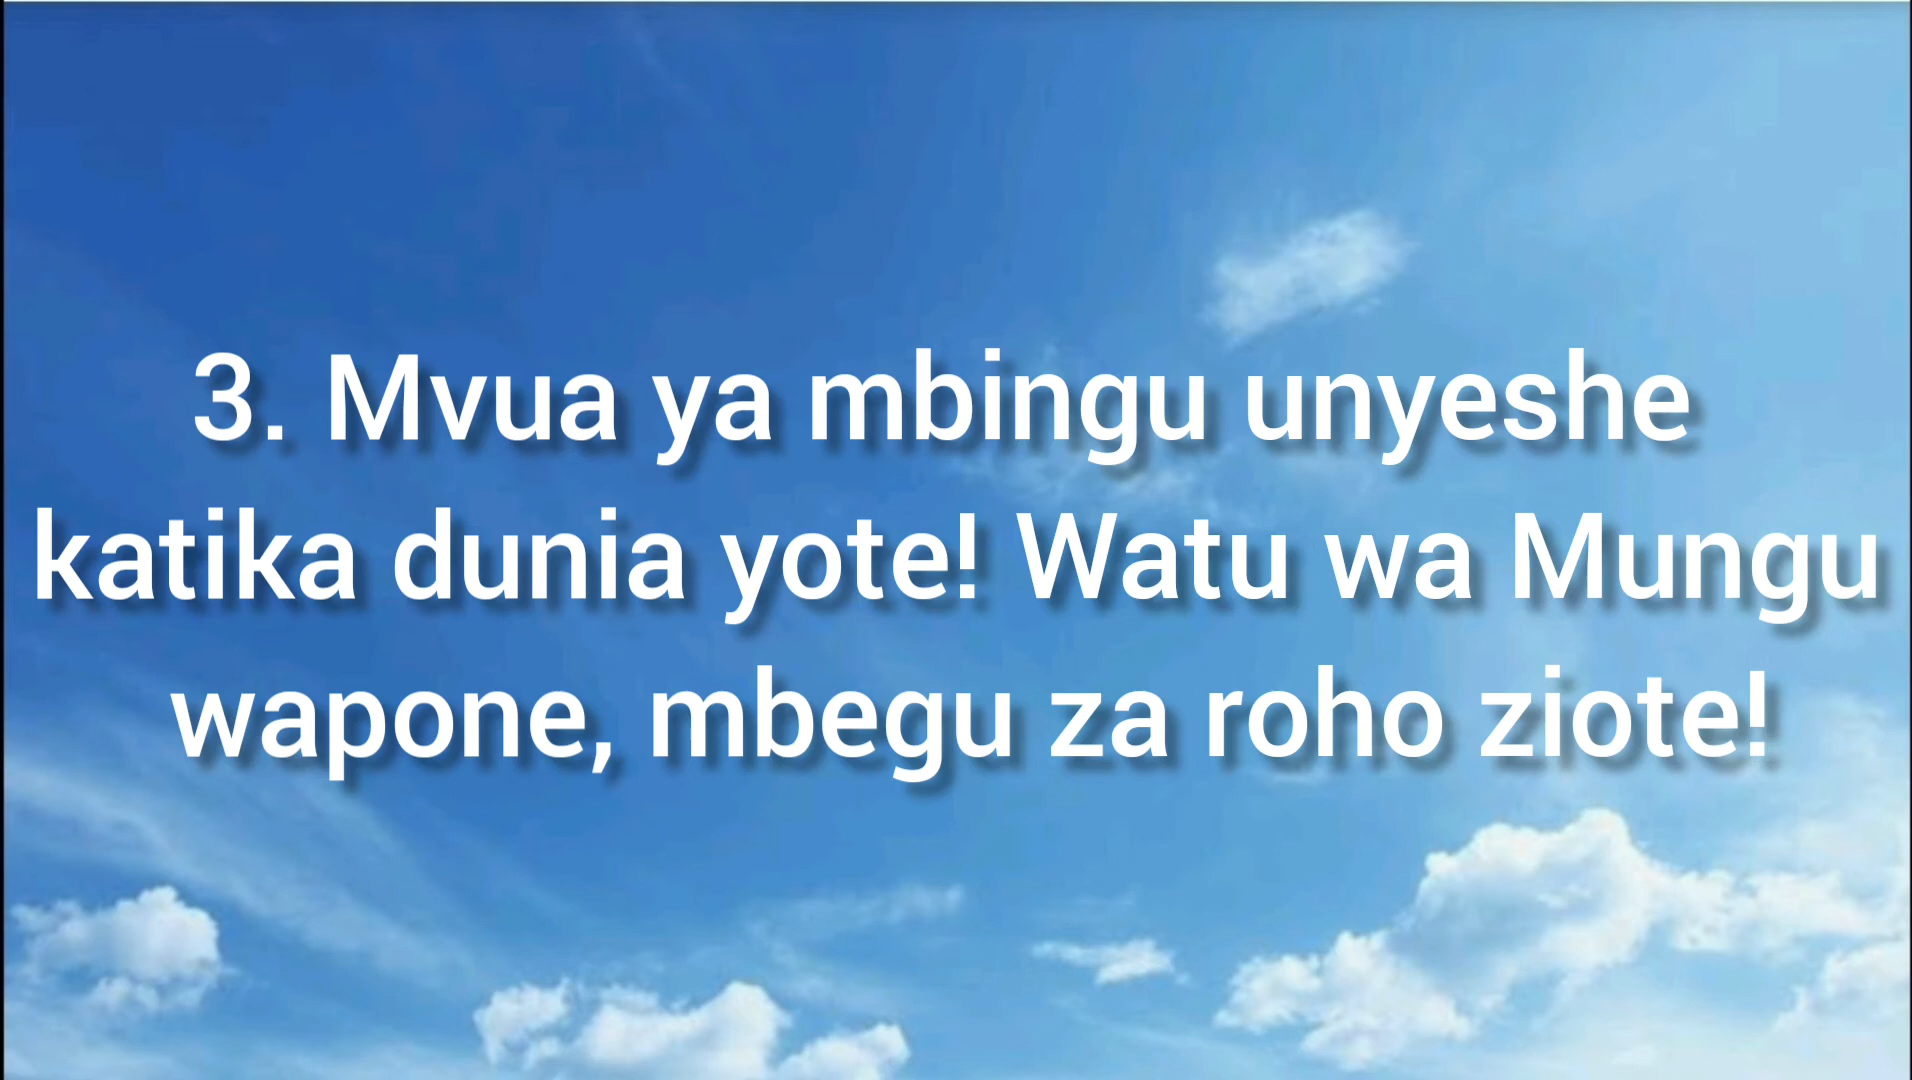 3. Mvua ya mbingu unyeshe
katika dunia yote! Watu wa Mungu
wapone, mbegu za roho ziote!